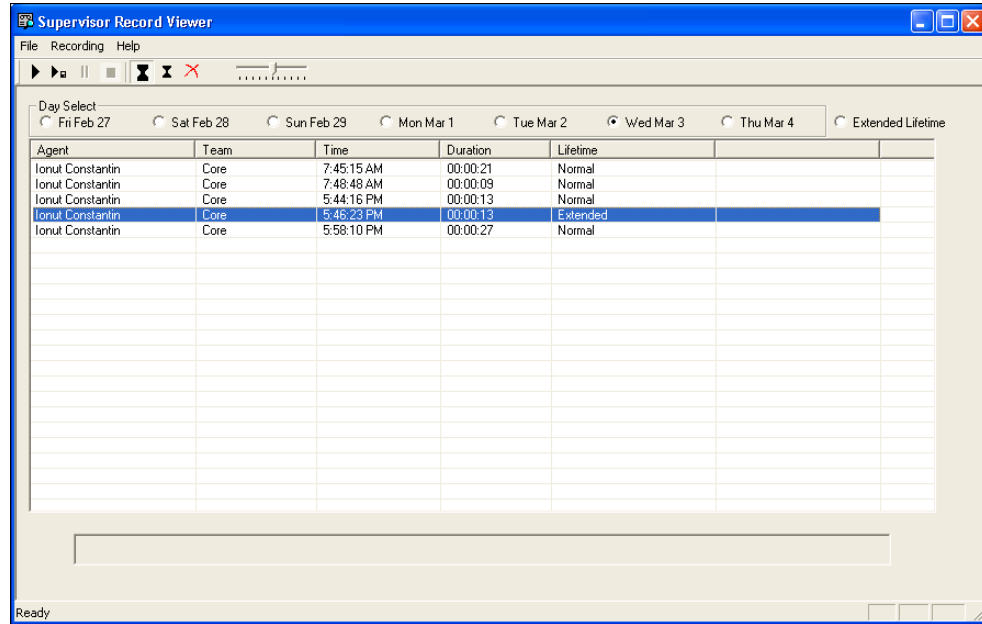 Supervisor Record Viewer
File Recording Help
Day Select
Fri Feb 27 Sat Feb 28 Sun Feb 29 Mon Mar 1 Tue Mar 2 Wed Mar 3 Thu Mar 4 Extended Lifetime
Agent Team Time Duration Lifetime
Ionut Constantin Core 7:45:15 AM 00:00:21 Normal
Ionut Constantin Core 7:48:48 AM 00:00:09 Normal
Ionut Constantin Core 5:44:16 PM 00:00:13 Normal
Ionut Constantin Core 5:46:23 PM 00:00:13 Extended
Ionut Constantin Core 5:58:10 PM 00:00:27 Normal
Ready